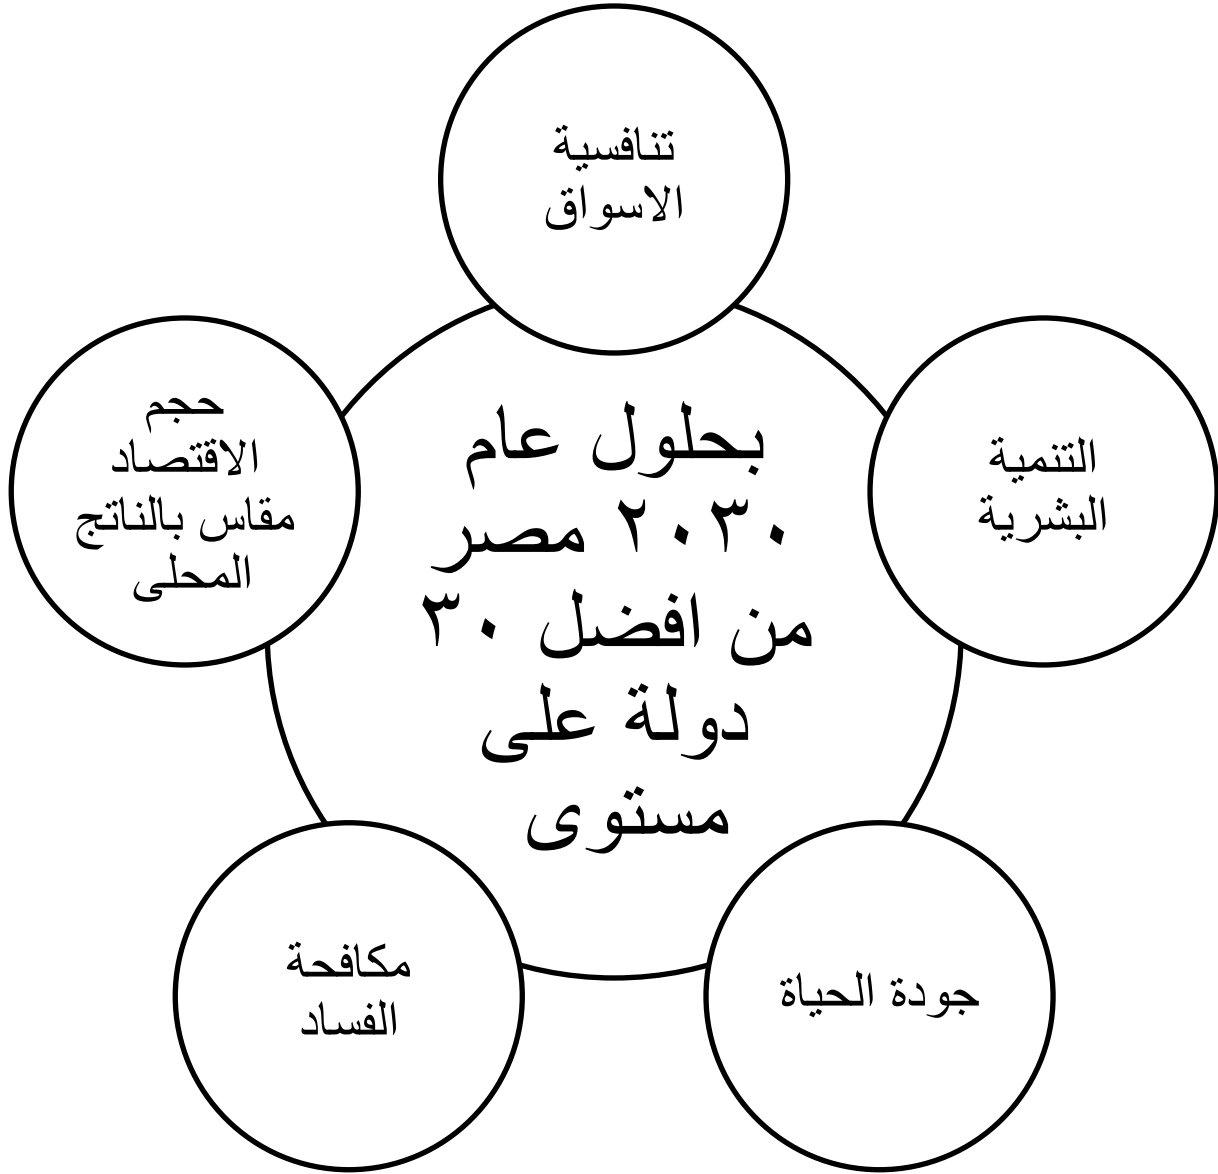 تنافسية
الاسواق
التنمية
البشرية
حجم
الاقتصاد
مقاس بالناتج
المحلى
بحلول عام
٢٠٣٠ مصر
من افضل ٣٠
دولة على
مستوى
جودة الحياة
مكافحة
الفساد